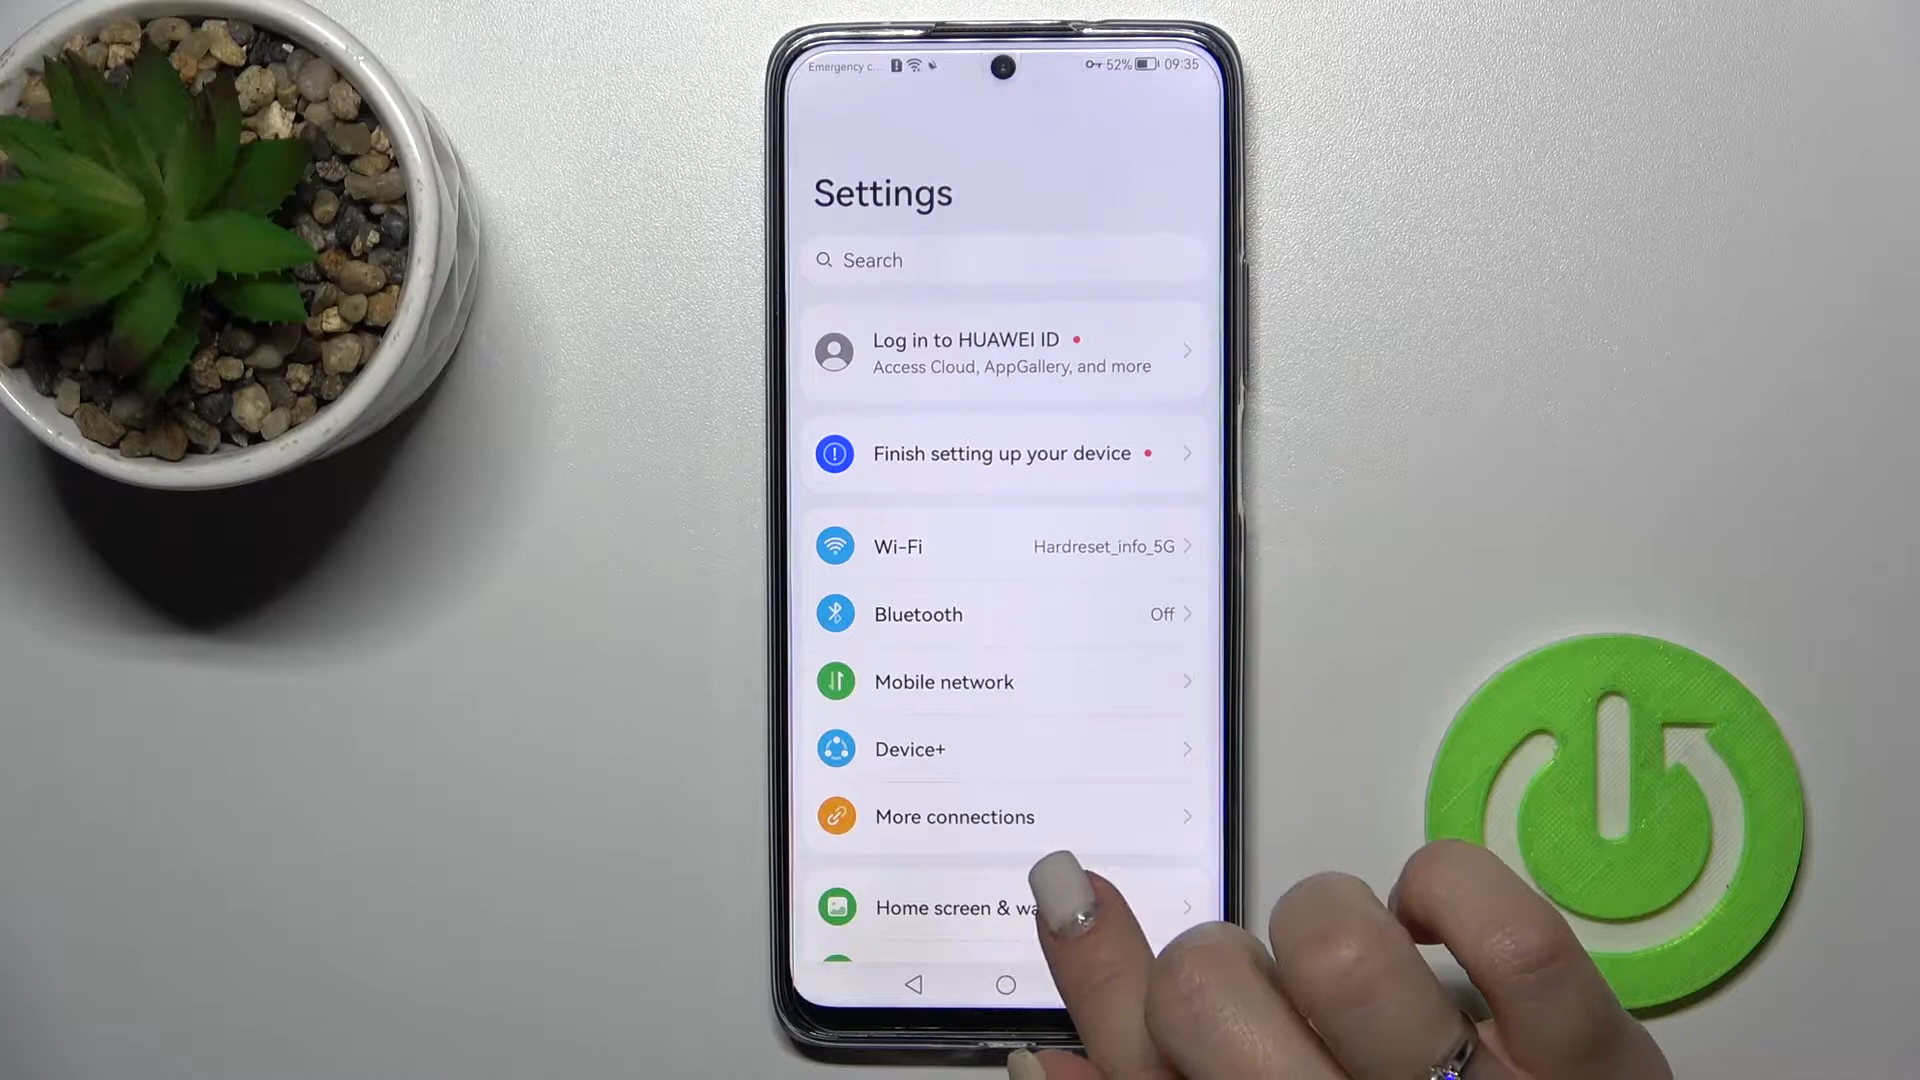 Emergency c... 52% 09:35
Settings
Search
Log in to HUAWEI ID
Access Cloud, AppGallery, and more
Finish setting up your device
Wi-Fi Hardreset_info_5G
Bluetooth Off
Mobile network
Device+
More connections
Home screen &